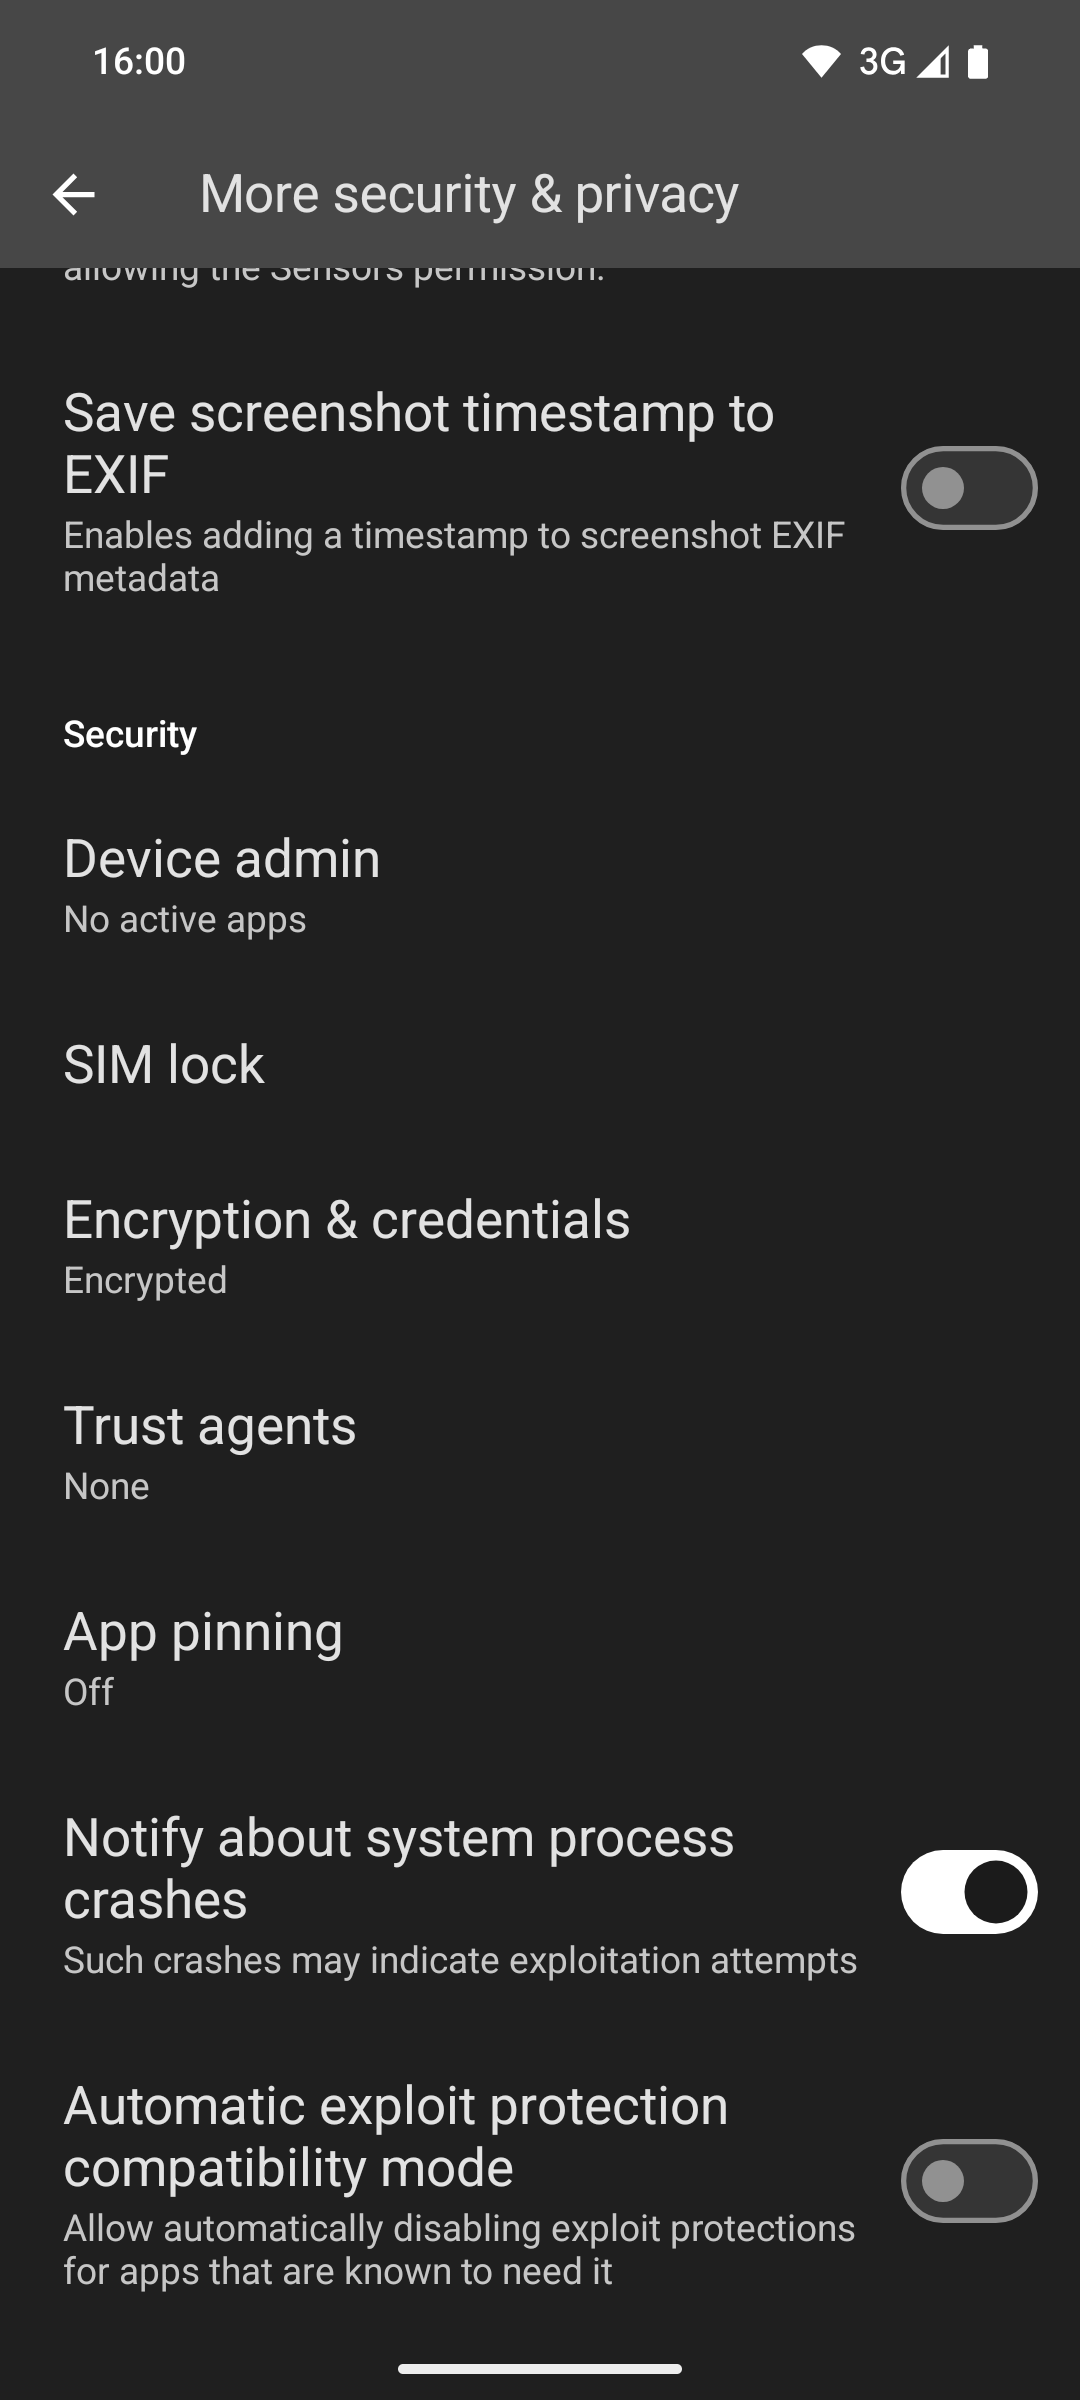 16:00
3G
More security & privacy
allowing the Sensors permission.
Save screenshot timestamp to
EXIF
Enables adding a timestamp to screenshot EXIF
metadata
Security
Device admin
No active apps
SIM lock
Encryption & credentials
Encrypted
Trust agents
None
App pinning
Off
Notify about system process
crashes
Such crashes may indicate exploitation attempts
Automatic exploit protection
compatibility mode
Allow automatically disabling exploit protections
for apps that are known to need it